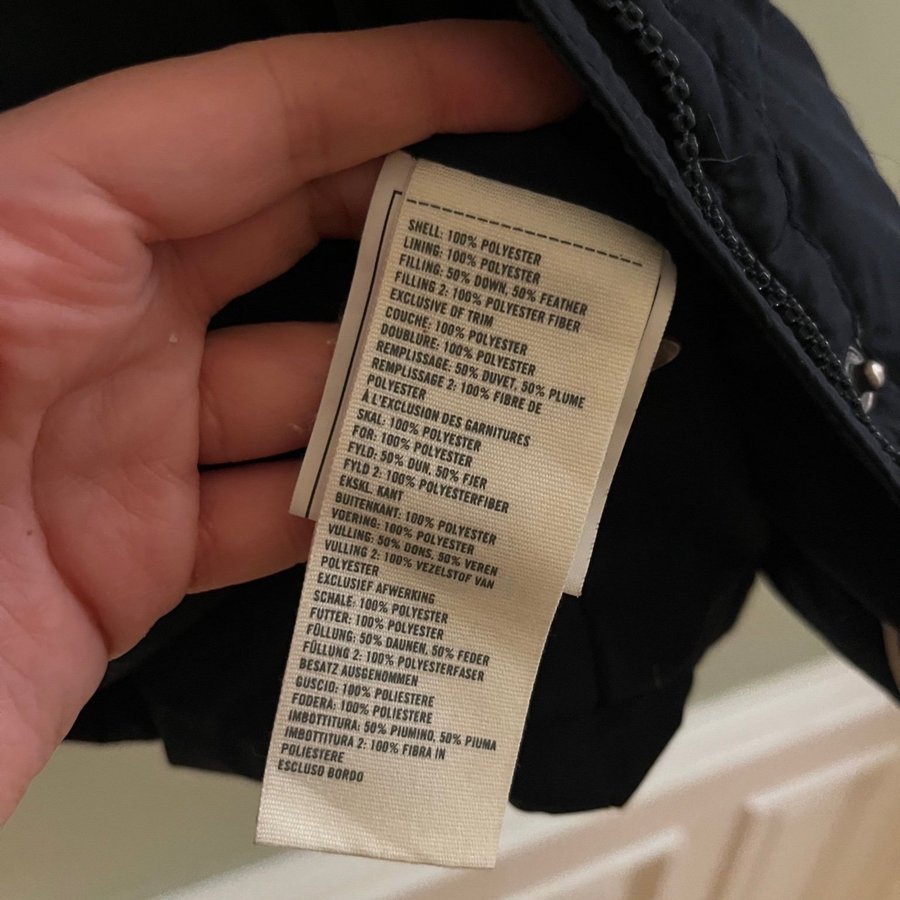 SHELL: 100% POLYESTER
LINING: 100% POLYESTER
FILLING: 50% DOWN, 50% FEATHER
FILLING 2: 100% POLYESTER FIBER
EXCLUSIVE OF TRIM
COUCHE: 100% POLYESTER
DOUBLURE: 100% POLYESTER
REMPLISSAGE: 50% DUVET, 50% PLUME
REMPLISSAGE 2: 100% FIBRE DE
POLYESTER
À L'EXCLUSION DES GARNITURES
SKAL: 100% POLYESTER
FOR: 100% POLYESTER
FYLD: 50% DUN, 50% FJER
FYLD 2: 100% POLYESTERFIBER
EKSKL. KANT
BUITENKANT: 100% POLYESTER
VOERING: 100% POLYESTER
VULLING: 50% DONS, 50% VEREN
VULLING 2: 100% VEZELSTOF VAN
POLYESTER
EXCLUSIEF AFWERKING
SCHALE: 100% POLYESTER
FUTTER: 100% POLYESTER
FÜLLUNG: 50% DAUNEN, 50% FEDER
FÜLLUNG 2: 100% POLYESTERFASER
BESATZ AUSGENOMMEN
GUSCIO: 100% POLIESTERE
FODERA: 100% POLIESTERE
IMBOTTITURA: 50% PIUMINO, 50% PIUMA
IMBOTTITURA 2: 100% FIBRA IN
POLIESTERE
ESCLUSO BORDO